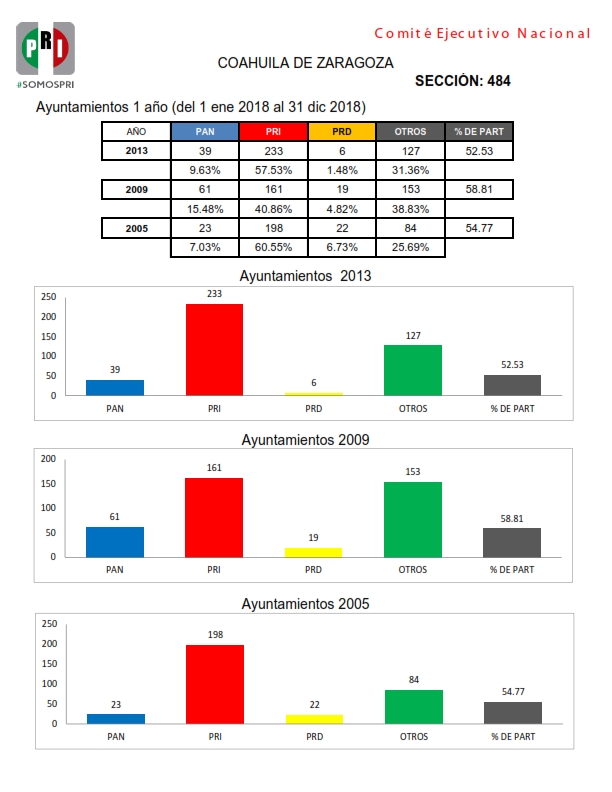 Comité Ejecutivo Nacional
PRI
#SOMOSPRI
COAHUILA DE ZARAGOZA
SECCIÓN: 484
Ayuntamientos 1 año (del 1 ene 2018 al 31 dic 2018)
AÑO PAN PRI PRD OTROS % DE PART
2013 39 233 6 127 52.53
9.63% 57.53% 1.48% 31.36%
2009 61 161 19 153 58.81
15.48% 40.86% 4.82% 38.83%
2005 23 198 22 84 54.77
7.03% 60.55% 6.73% 25.69%
Ayuntamientos 2013
250
200
150
100
50
0
39
233
6
127
52.53
PAN PRI PRD OTROS % DE PART
Ayuntamientos 2009
200
150
100
50
0
61
161
19
153
58.81
PAN PRI PRD OTROS % DE PART
Ayuntamientos 2005
250
200
150
100
50
0
23
198
22
84
54.77
PAN PRI PRD OTROS % DE PART